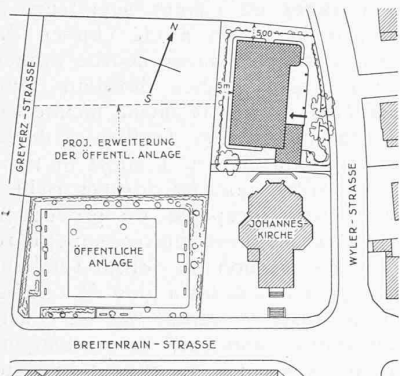 N
S
5,00
GREYERZ-STRASSE
PROJ. ERWEITERUNG
DER ÖFFENTL. ANLAGE
ÖFFENTLICHE
ANLAGE
JOHANNES-
KIRCHE
WYLER-STRASSE
BREITENRAIN-STRASSE